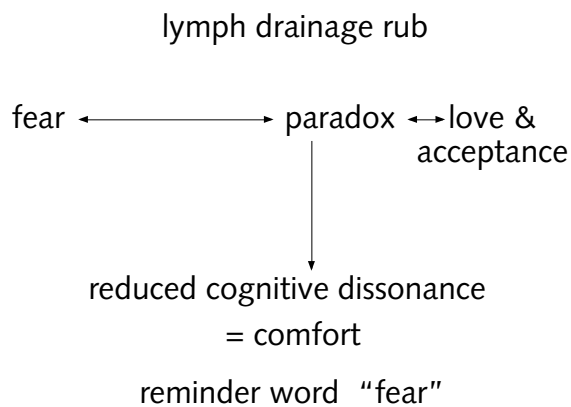 lymph drainage rub
fear paradox love &
acceptance
reduced cognitive dissonance
= comfort
reminder word “fear”